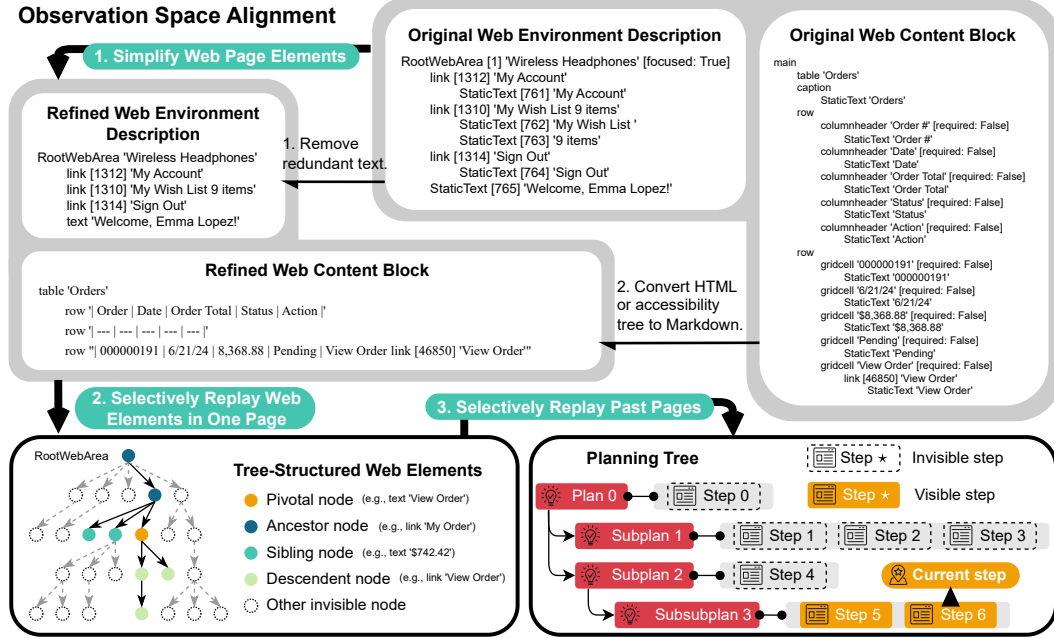 Observation Space Alignment
1. Simplify Web Page Elements
Original Web Environment Description
RootWebArea [1] 'Wireless Headphones' [focused: True]
link [1312] 'My Account'
StaticText [761] 'My Account'
link [1310] 'My Wish List 9 items'
StaticText [762] 'My Wish List '
StaticText [763] '9 items'
link [1314] 'Sign Out'
StaticText [764] 'Sign Out'
StaticText [765] 'Welcome, Emma Lopez!'
Original Web Content Block
main
table 'Orders'
caption
StaticText 'Orders'
row
columnheader 'Order #' [required: False]
StaticText 'Order #'
columnheader 'Date' [required: False]
StaticText 'Date'
columnheader 'Order Total' [required: False]
StaticText 'Order Total'
columnheader 'Status' [required: False]
StaticText 'Status'
columnheader 'Action' [required: False]
StaticText 'Action'
row
gridcell '000000191' [required: False]
StaticText '000000191'
gridcell '6/21/24' [required: False]
StaticText '6/21/24'
gridcell '$8,368.88' [required: False]
StaticText '$8,368.88'
gridcell 'Pending' [required: False]
StaticText 'Pending'
gridcell 'View Order' [required: False]
link [46850] 'View Order'
StaticText 'View Order'
Refined Web Environment
Description
RootWebArea 'Wireless Headphones'
link [1312] 'My Account'
link [1310] 'My Wish List 9 items'
link [1314] 'Sign Out'
text 'Welcome, Emma Lopez!'
1. Remove
redundant text.
Refined Web Content Block
table 'Orders'
row '| Order | Date | Order Total | Status | Action |'
row '| --- | --- | --- | --- | --- |'
row "| 000000191 | 6/21/24 | 8,368.88 | Pending | View Order link [46850] 'View Order'"
2. Convert HTML
or accessibility
tree to Markdown.
2. Selectively Replay Web
Elements in One Page
3. Selectively Replay Past Pages
RootWebArea
Tree-Structured Web Elements
Pivotal node (e.g., text 'View Order')
Ancestor node (e.g., link 'My Order')
Sibling node (e.g., text '$742.42')
Descendent node (e.g., link 'View Order')
Other invisible node
Planning Tree
Step ⋆ Invisible step
Step ⋆ Visible step
Plan 0 Step 0
Subplan 1 Step 1 Step 2 Step 3
Subplan 2 Step 4 Current step
Subsubplan 3 Step 5 Step 6